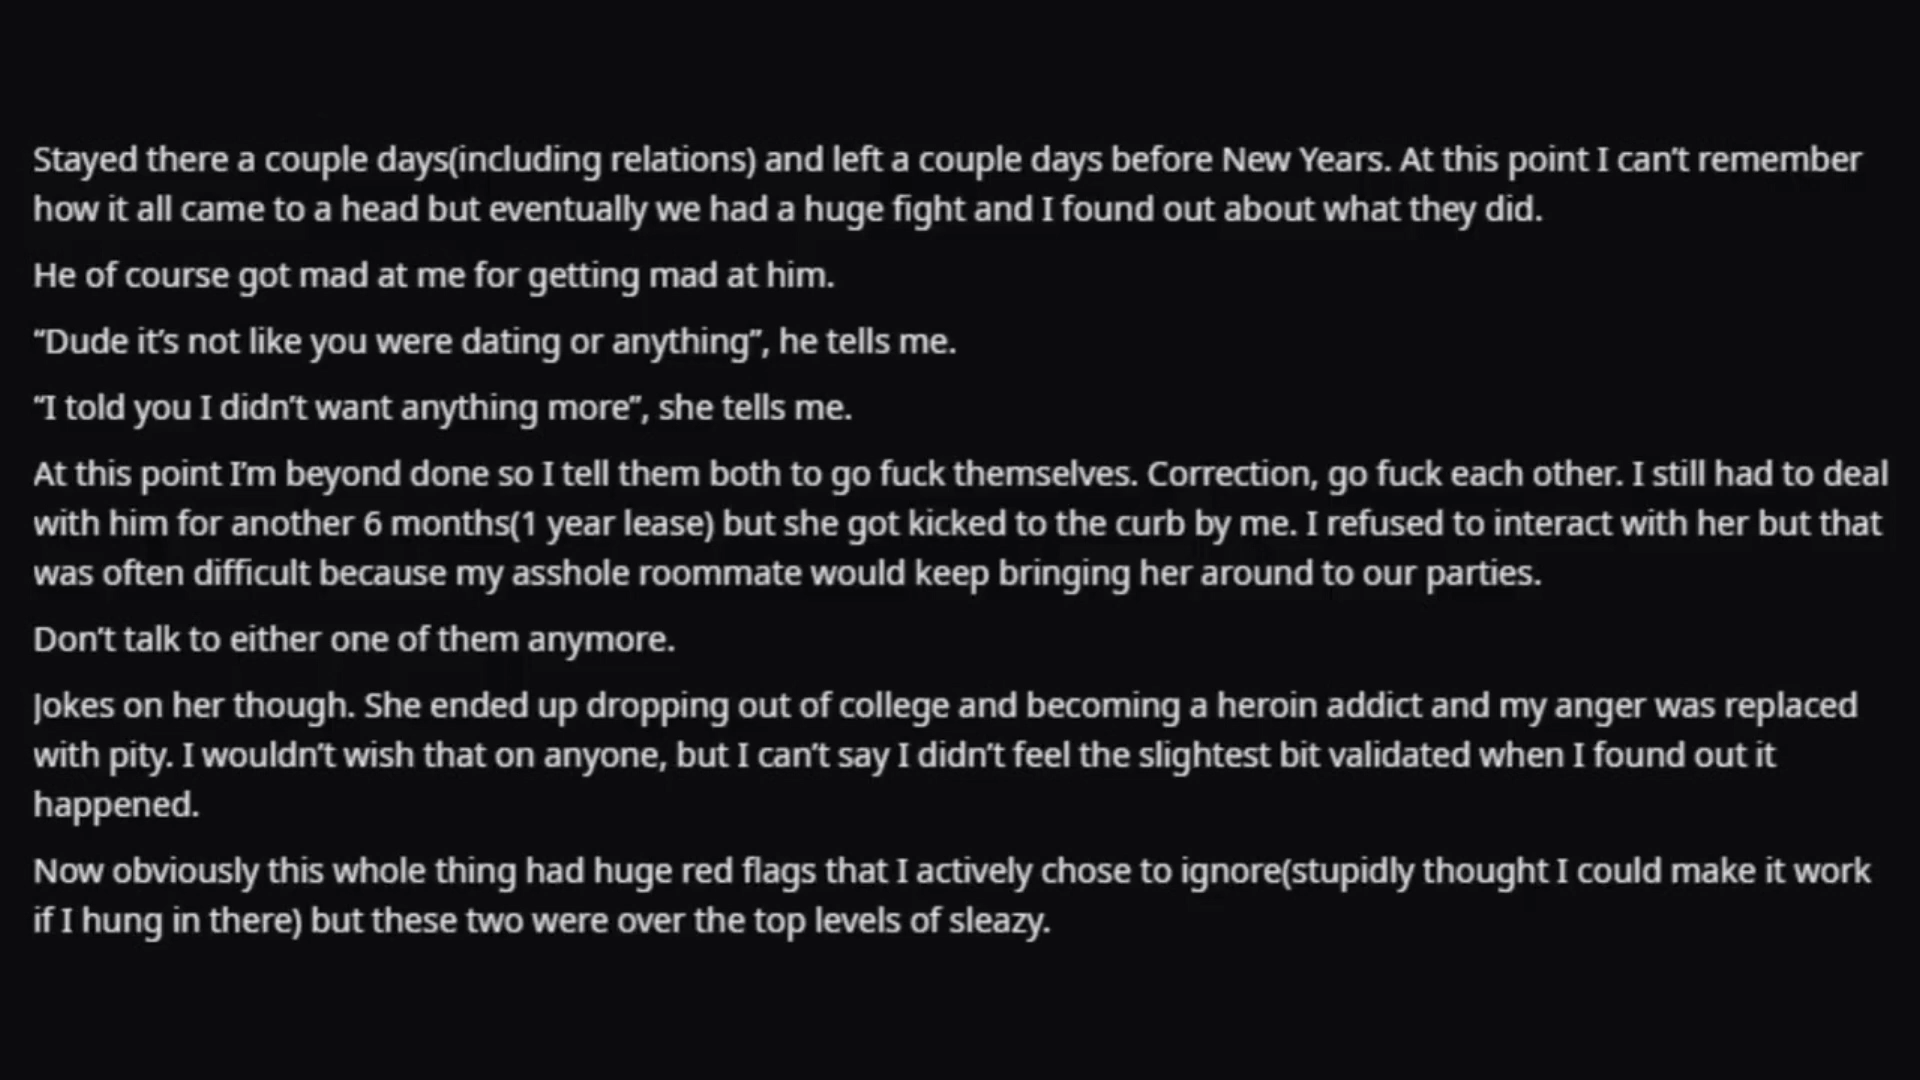 Stayed there a couple days(including relations) and left a couple days before New Years. At this point I can’t remember
how it all came to a head but eventually we had a huge fight and I found out about what they did.
He of course got mad at me for getting mad at him.
“Dude it’s not like you were dating or anything”, he tells me.
“I told you I didn’t want anything more”, she tells me.
At this point I’m beyond done so I tell them both to go fuck themselves. Correction, go fuck each other. I still had to deal
with him for another 6 months(1 year lease) but she got kicked to the curb by me. I refused to interact with her but that
was often difficult because my asshole roommate would keep bringing her around to our parties.
Don’t talk to either one of them anymore.
Jokes on her though. She ended up dropping out of college and becoming a heroin addict and my anger was replaced
with pity. I wouldn’t wish that on anyone, but I can’t say I didn’t feel the slightest bit validated when I found out it
happened.
Now obviously this whole thing had huge red flags that I actively chose to ignore(stupidly thought I could make it work
if I hung in there) but these two were over the top levels of sleazy.